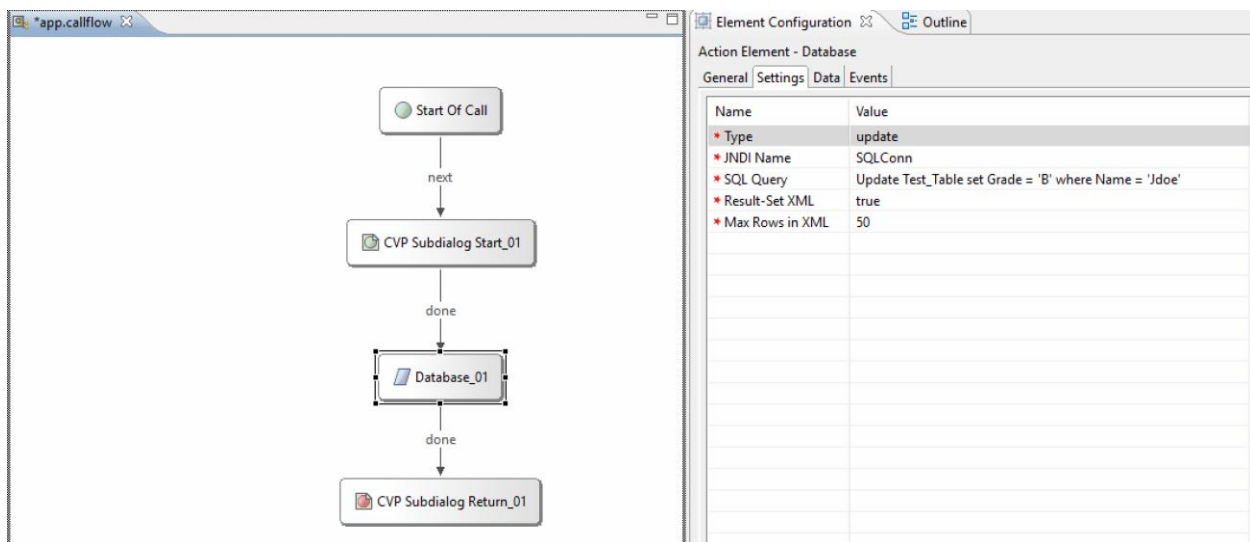 *app.callflow
Start Of Call
next
CVP Subdialog Start_01
done
Database_01
done
CVP Subdialog Return_01
Element Configuration Outline
Action Element - Database
General Settings Data Events
Name Value
* Type update
* JNDI Name SQLConn
* SQL Query Update Test_Table set Grade = 'B' where Name = 'Jdoe'
* Result-Set XML true
* Max Rows in XML 50